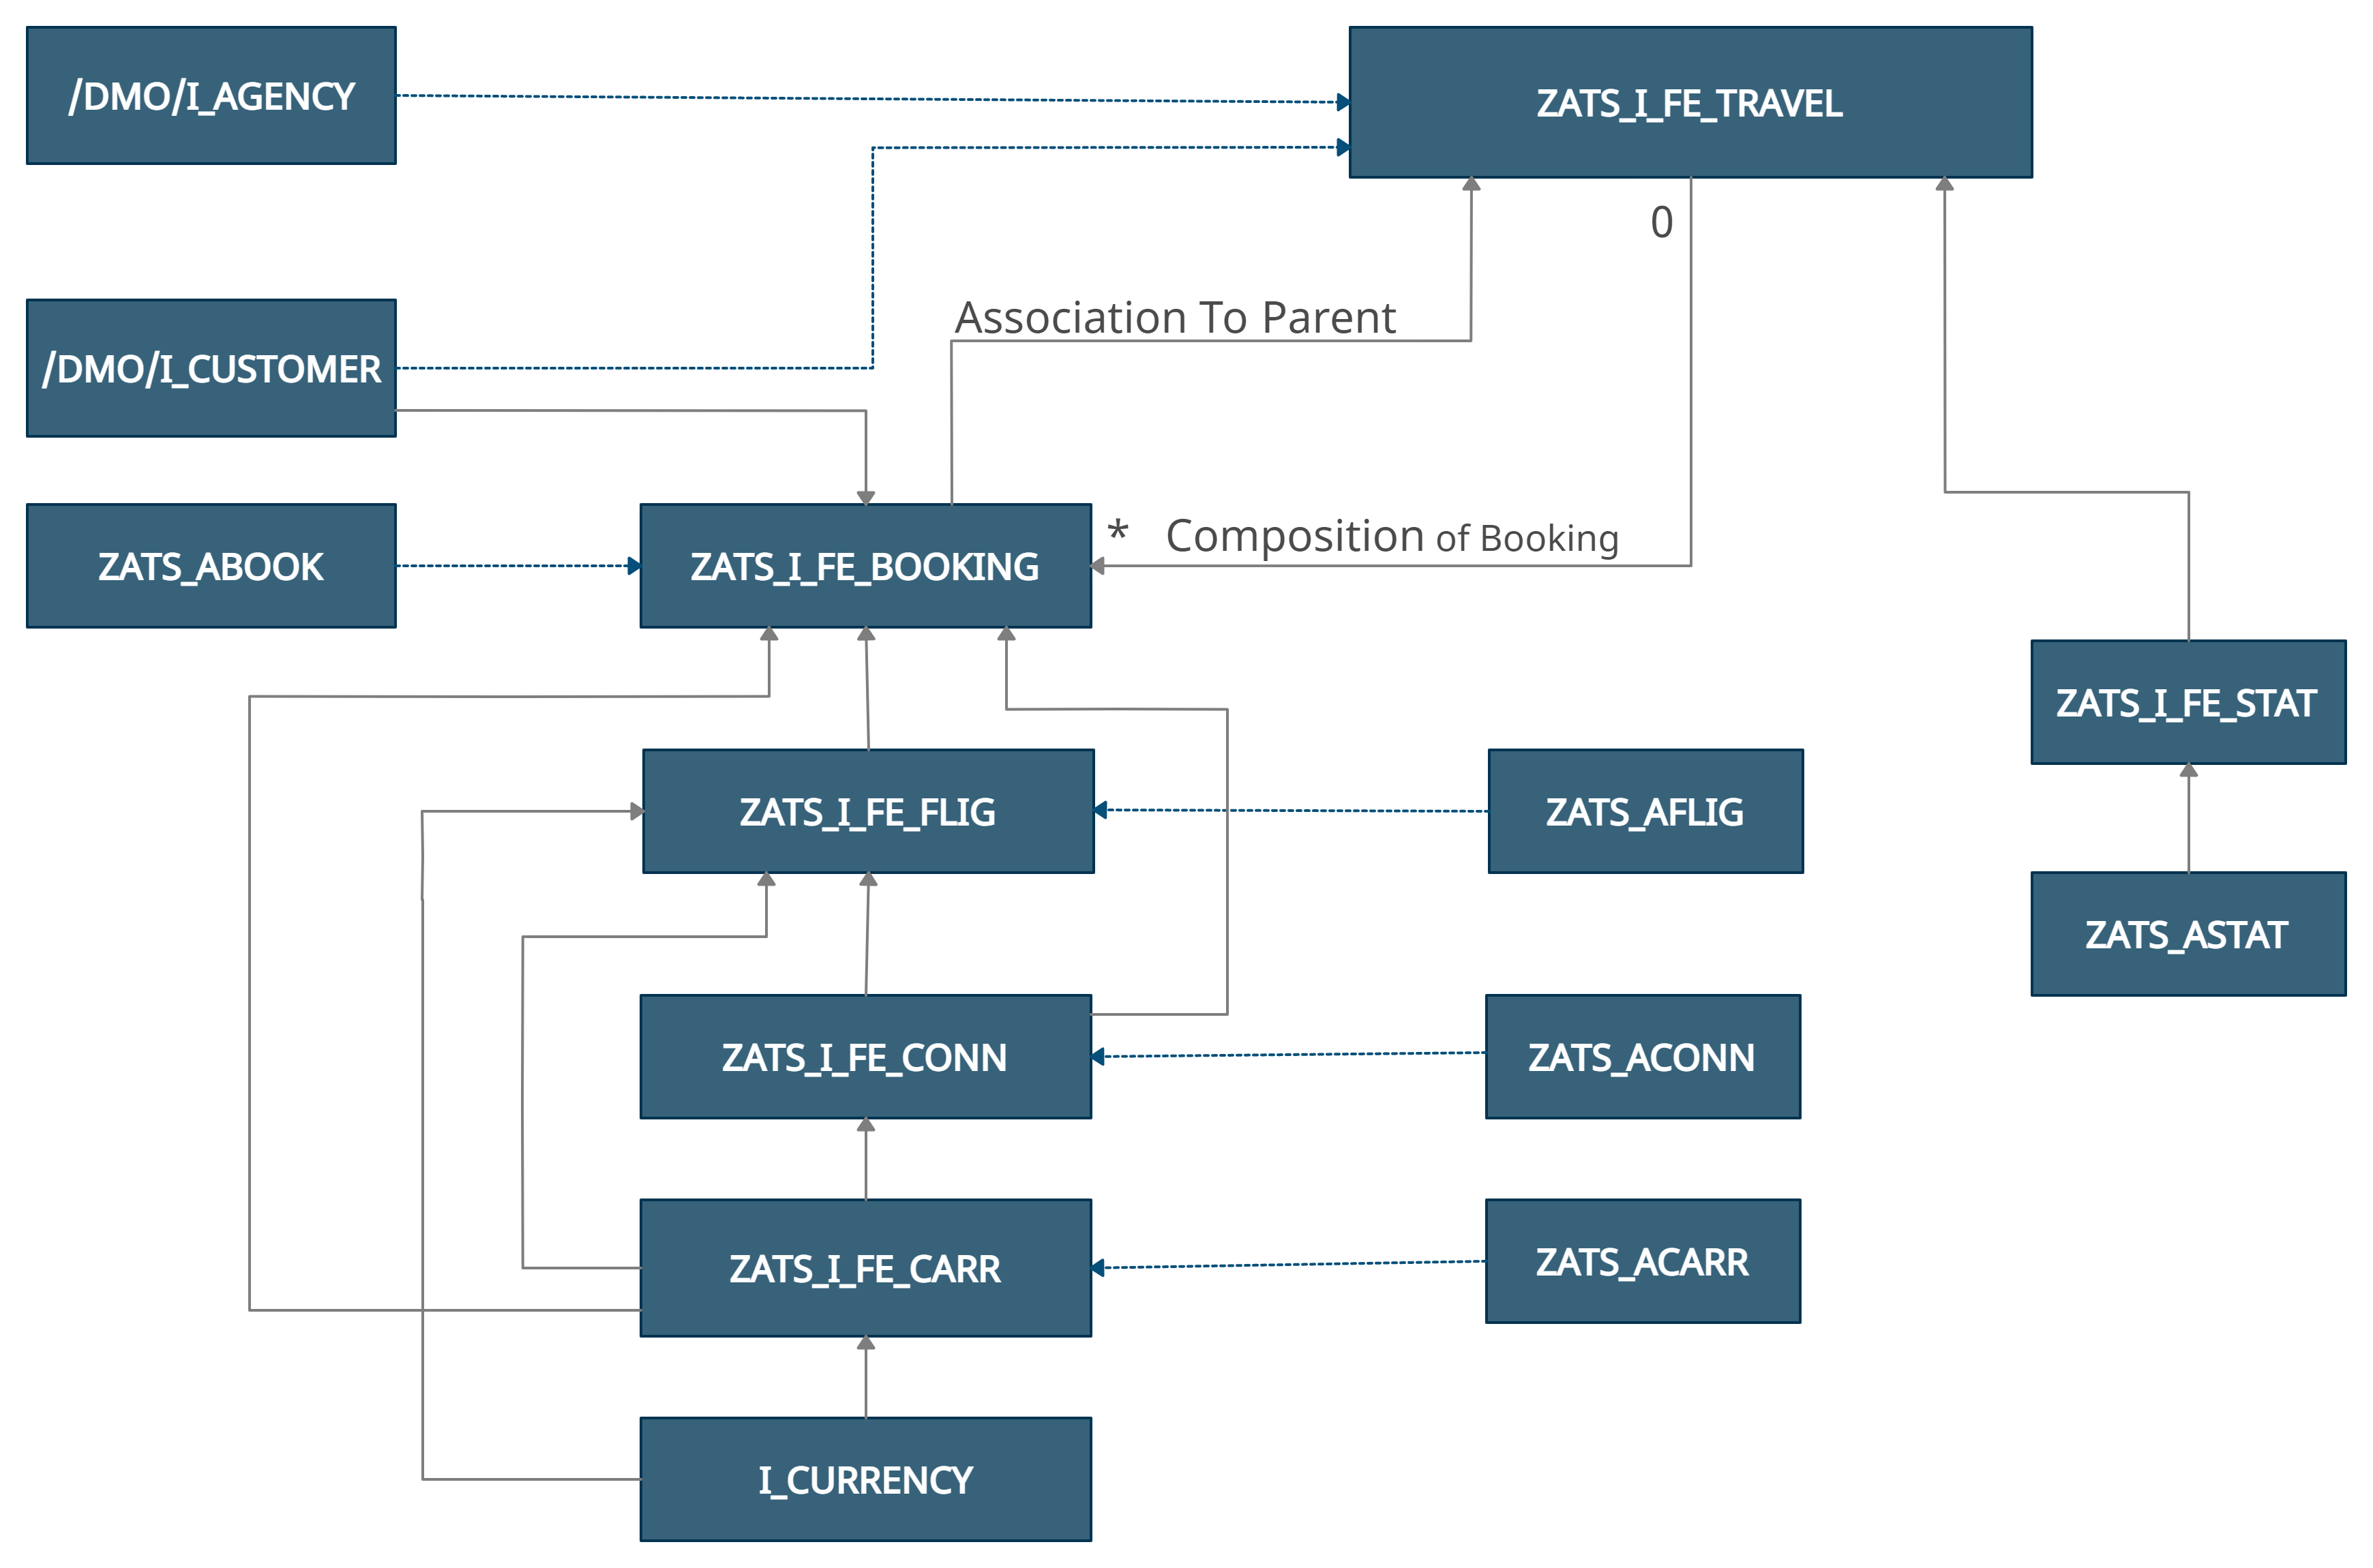 /DMO/I_AGENCY
ZATS_I_FE_TRAVEL
0
Association To Parent
/DMO/I_CUSTOMER
* Composition of Booking
ZATS_ABOOK
ZATS_I_FE_BOOKING
ZATS_I_FE_STAT
ZATS_I_FE_FLIG
ZATS_AFLIG
ZATS_ASTAT
ZATS_I_FE_CONN
ZATS_ACONN
ZATS_I_FE_CARR
ZATS_ACARR
I_CURRENCY